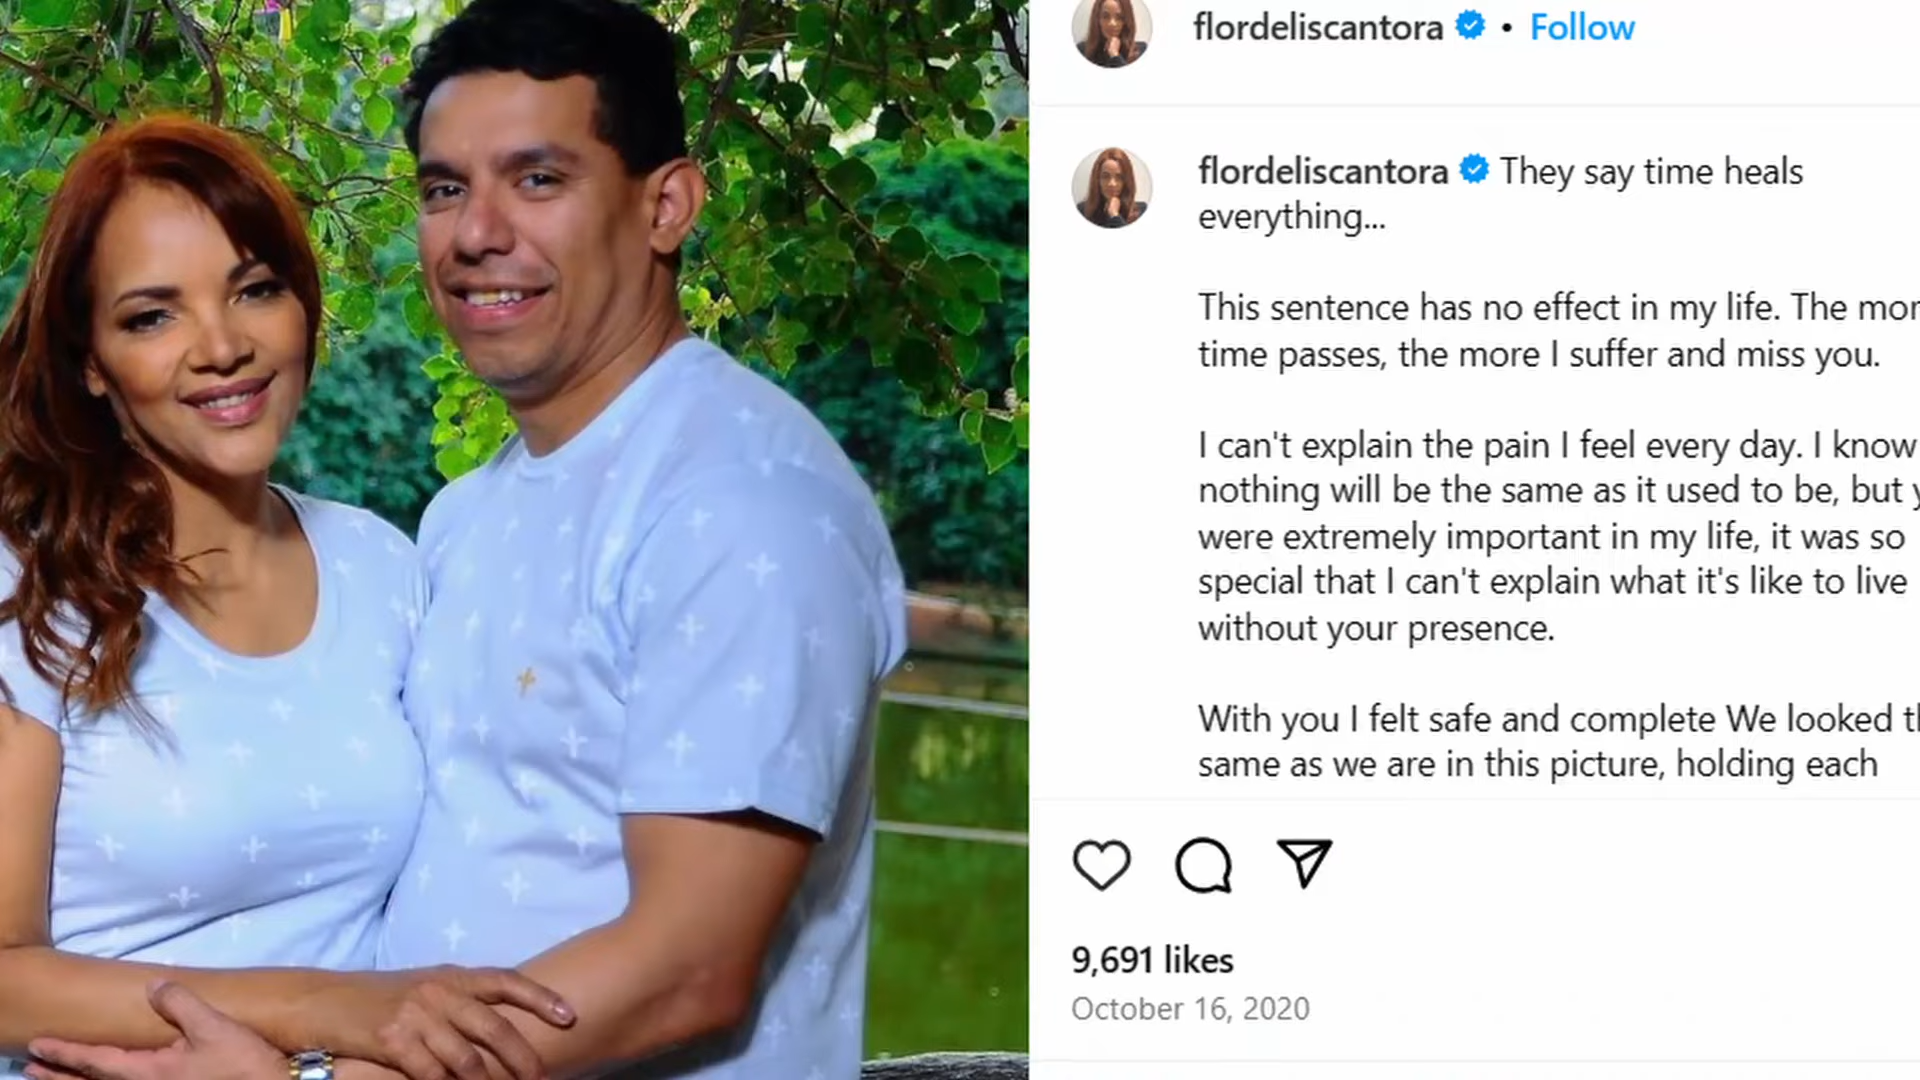 flordeliscantora • Follow
flordeliscantora They say time heals
everything...
This sentence has no effect in my life. The mor
time passes, the more I suffer and miss you.
I can't explain the pain I feel every day. I know
nothing will be the same as it used to be, but y
were extremely important in my life, it was so
special that I can't explain what it's like to live
without your presence.
With you I felt safe and complete We looked th
same as we are in this picture, holding each
9,691 likes
October 16, 2020